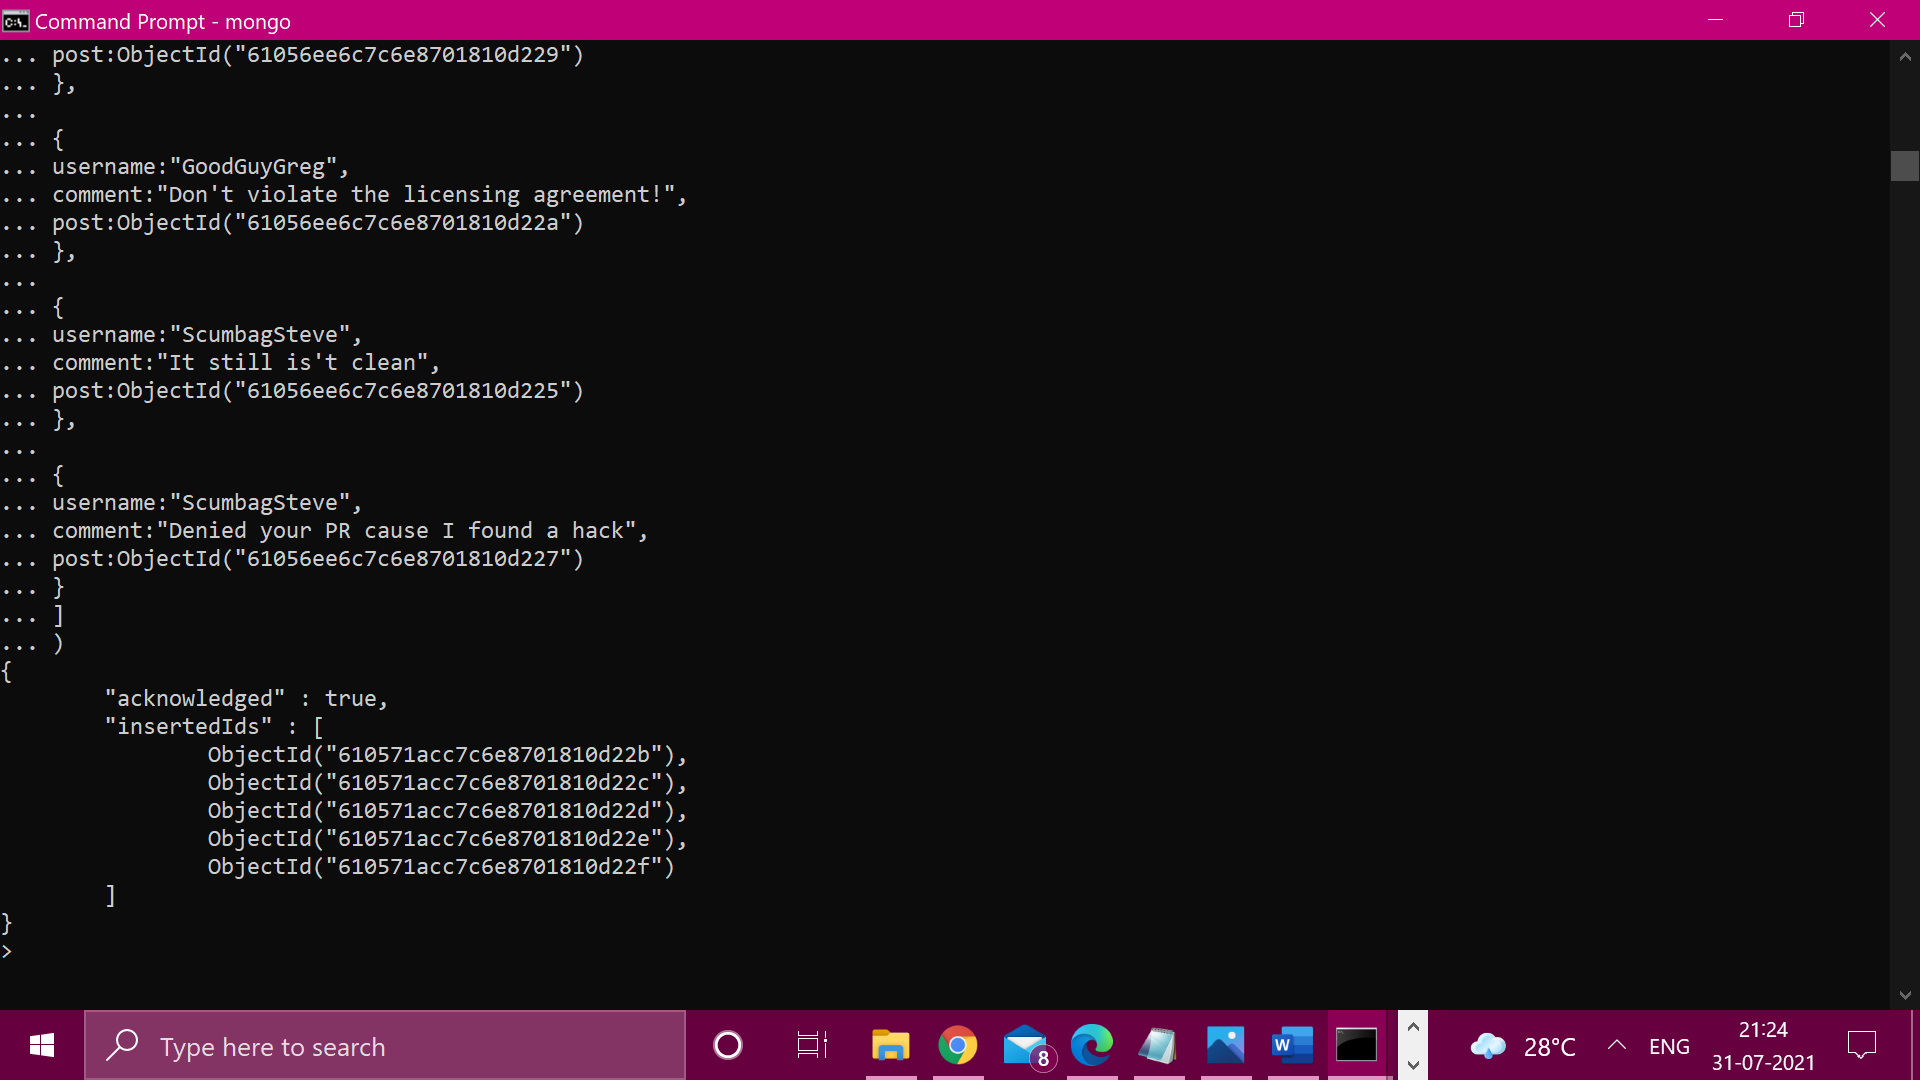 Command Prompt - mongo
... post:ObjectId("61056ee6c7c6e8701810d229")
... },
...
... {
... username:"GoodGuyGreg",
... comment:"Don't violate the licensing agreement!",
... post:ObjectId("61056ee6c7c6e8701810d22a")
... },
...
... {
... username:"ScumbagSteve",
... comment:"It still is't clean",
... post:ObjectId("61056ee6c7c6e8701810d225")
... },
...
... {
... username:"ScumbagSteve",
... comment:"Denied your PR cause I found a hack",
... post:ObjectId("61056ee6c7c6e8701810d227")
... }
... ]
... )
{
"acknowledged" : true,
"insertedIds" : [
ObjectId("610571acc7c6e8701810d22b"),
ObjectId("610571acc7c6e8701810d22c"),
ObjectId("610571acc7c6e8701810d22d"),
ObjectId("610571acc7c6e8701810d22e"),
ObjectId("610571acc7c6e8701810d22f")
]
}
>
Type here to search
8
W
28°C
ENG
21:24
31-07-2021